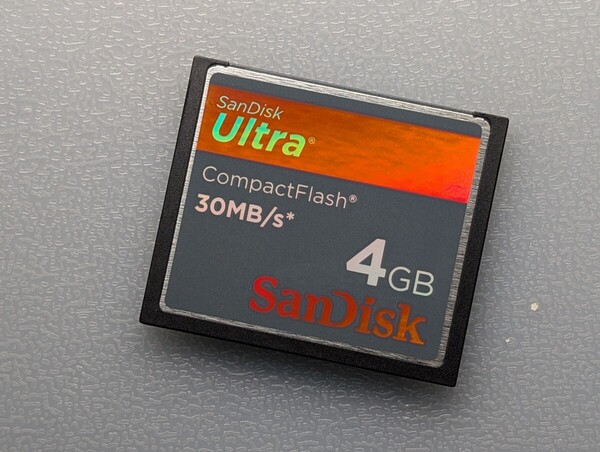 SanDisk
Ultra®
CompactFlash®
30MB/s*
4GB
SanDisk